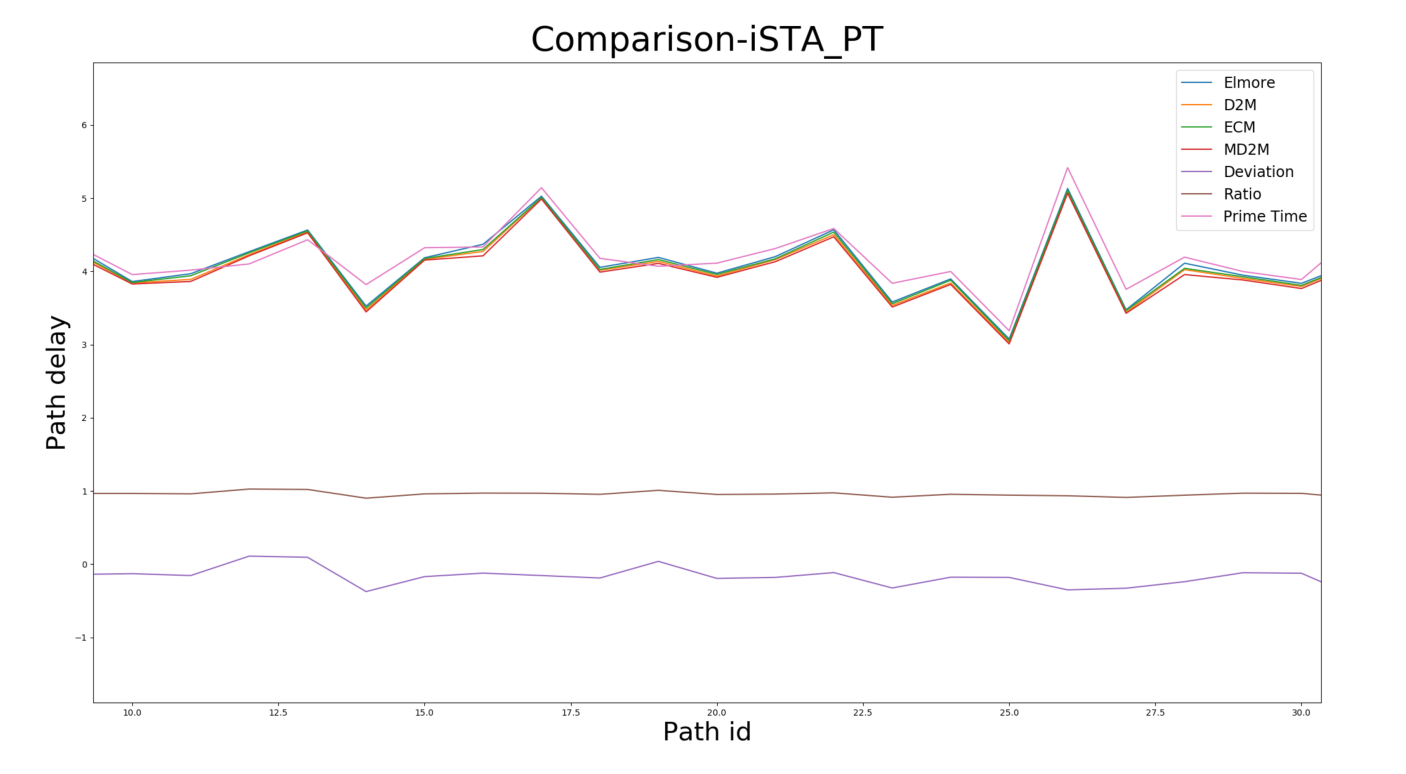 Comparison-iSTA_PT
Elmore
D2M
ECM
MD2M
Deviation
Ratio
Prime Time
Path delay
6
5
4
3
2
1
0
−1
10.0 12.5 15.0 17.5 20.0 22.5 25.0 27.5 30.0
Path id